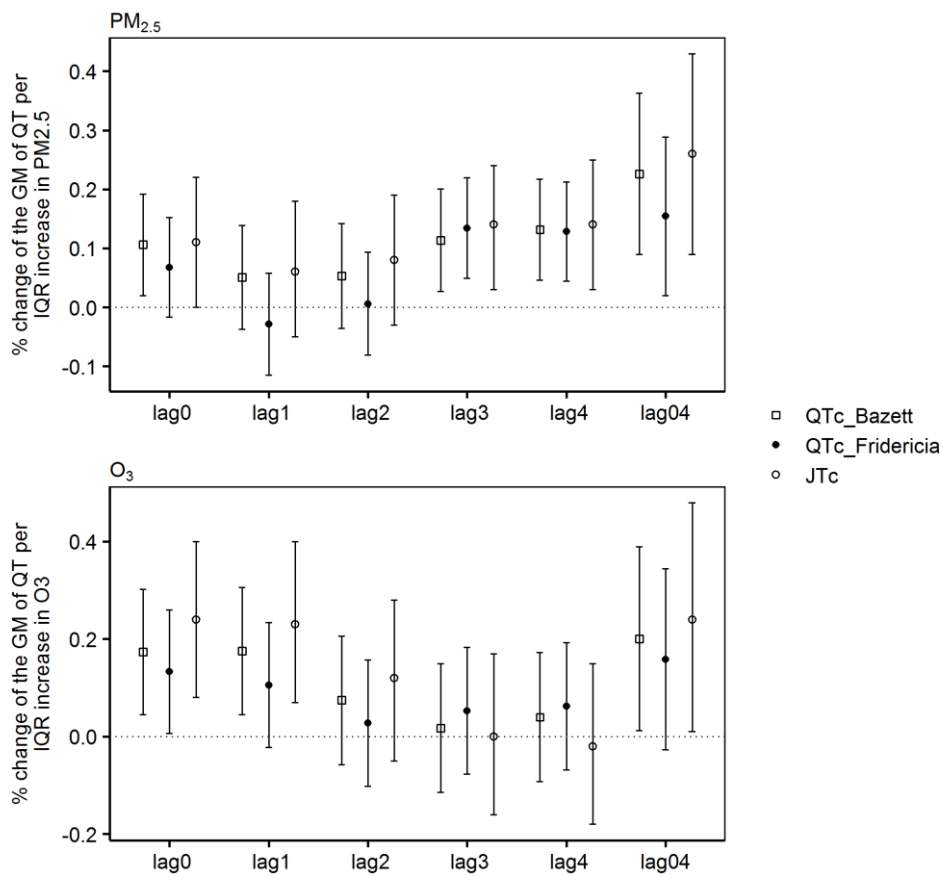 PM2.5
% change of the GM of QT per
IQR increase in PM2.5
0.4
0.3
0.2
0.1
0.0
-0.1
lag0 lag1 lag2 lag3 lag4 lag04
QTc_Bazett
QTc_Fridericia
JTc
O3
% change of the GM of QT per
IQR increase in O3
0.4
0.2
0.0
-0.2
lag0 lag1 lag2 lag3 lag4 lag04